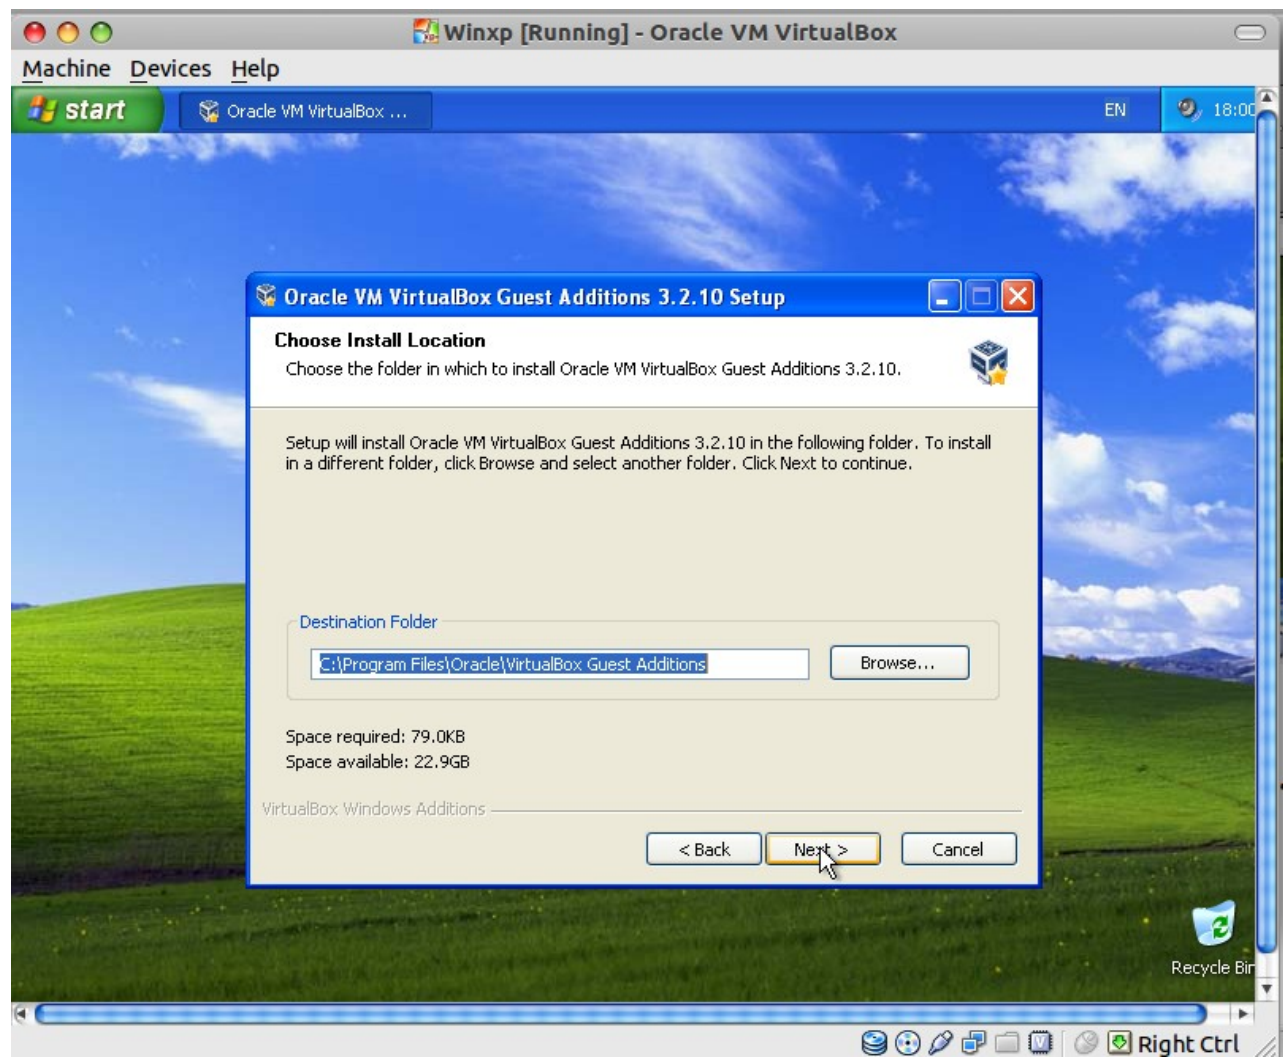 Winxp [Running] - Oracle VM VirtualBox
Machine Devices Help
start Oracle VM VirtualBox ... EN 18:00
Oracle VM VirtualBox Guest Additions 3.2.10 Setup
Choose Install Location
Choose the folder in which to install Oracle VM VirtualBox Guest Additions 3.2.10.
Setup will install Oracle VM VirtualBox Guest Additions 3.2.10 in the following folder. To install
in a different folder, click Browse and select another folder. Click Next to continue.
Destination Folder
C:\Program Files\Oracle\VirtualBox Guest Additions
Browse...
Space required: 79.0KB
Space available: 22.9GB
VirtualBox Windows Additions
< Back Next > Cancel
Recycle Bin
Right Ctrl